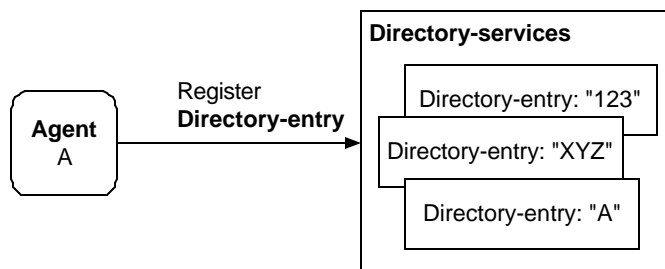 Directory-services
Directory-entry: "123"
Register
Directory-entry
Agent
A
Directory-entry: "XYZ"
Directory-entry: "A"